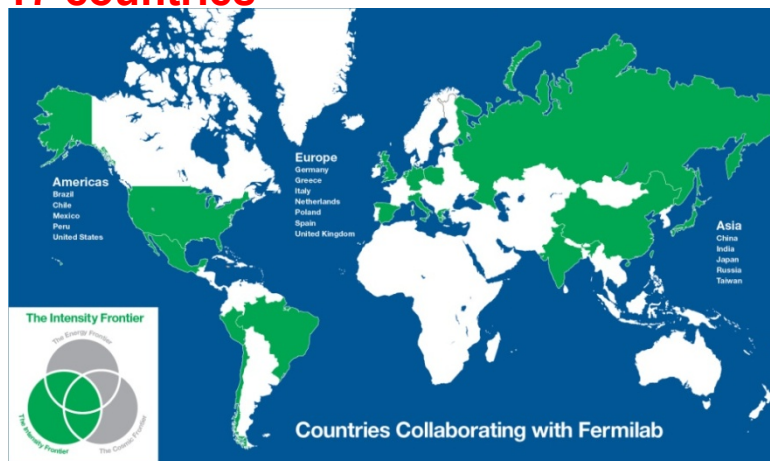 17 countries
Americas
Brazil
Chile
Mexico
Peru
United States
Europe
Germany
Greece
Italy
Netherlands
Poland
Spain
United Kingdom
Asia
China
India
Japan
Russia
Taiwan
The Intensity Frontier
The Energy Frontier
The Intensity Frontier
The Cosmic Frontier
Countries Collaborating with Fermilab